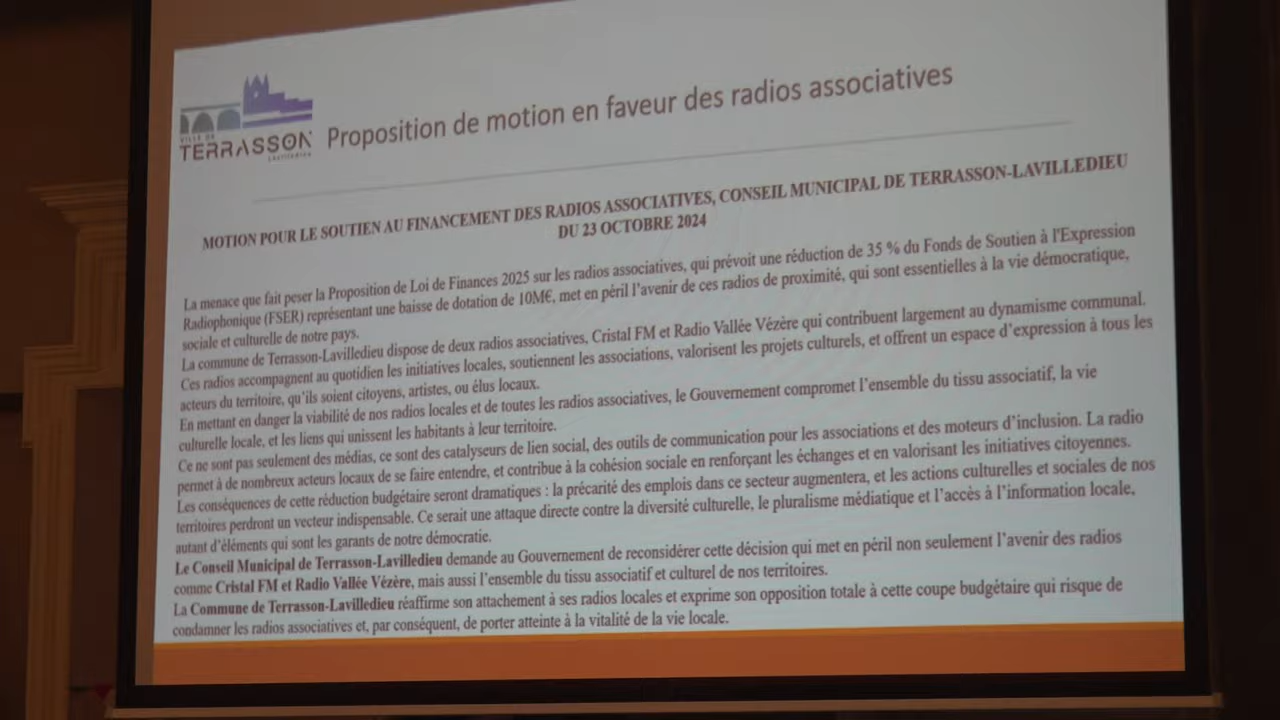 VILLE DE
TERRASSON
LAVILLEDIEU
Proposition de motion en faveur des radios associatives
MOTION POUR LE SOUTIEN AU FINANCEMENT DES RADIOS ASSOCIATIVES, CONSEIL MUNICIPAL DE TERRASSON-LAVILLEDIEU
DU 23 OCTOBRE 2024
La menace que fait peser la Proposition de Loi de Finances 2025 sur les radios associatives, qui prévoit une réduction de 35 % du Fonds de Soutien à l'Expression
Radiophonique (FSER) représentant une baisse de dotation de 10M€, met en péril l'avenir de ces radios de proximité, qui sont essentielles à la vie démocratique,
sociale et culturelle de notre pays.
La commune de Terrasson-Lavilledieu dispose de deux radios associatives, Cristal FM et Radio Vallée Vézère qui contribuent largement au dynamisme communal.
Ces radios accompagnent au quotidien les initiatives locales, soutiennent les associations, valorisent les projets culturels, et offrent un espace d'expression à tous les
acteurs du territoire, qu'ils soient citoyens, artistes, ou élus locaux.
En mettant en danger la viabilité de nos radios locales et de toutes les radios associatives, le Gouvernement compromet l'ensemble du tissu associatif, la vie
culturelle locale, et les liens qui unissent les habitants à leur territoire.
Ce ne sont pas seulement des médias, ce sont des catalyseurs de lien social, des outils de communication pour les associations et des moteurs d'inclusion. La radio
permet à de nombreux acteurs locaux de se faire entendre, et contribue à la cohésion sociale en renforçant les échanges et en valorisant les initiatives citoyennes.
Les conséquences de cette réduction budgétaire seront dramatiques : la précarité des emplois dans ce secteur augmentera, et les actions culturelles et sociales de nos
territoires perdront un vecteur indispensable. Ce serait une attaque directe contre la diversité culturelle, le pluralisme médiatique et l'accès à l'information locale,
autant d'éléments qui sont les garants de notre démocratie.
Le Conseil Municipal de Terrasson-Lavilledieu demande au Gouvernement de reconsidérer cette décision qui met en péril non seulement l'avenir des radios
comme Cristal FM et Radio Vallée Vézère, mais aussi l'ensemble du tissu associatif et culturel de nos territoires.
La Commune de Terrasson-Lavilledieu réaffirme son attachement à ses radios locales et exprime son opposition totale à cette coupe budgétaire qui risque de
condamner les radios associatives et, par conséquent, de porter atteinte à la vitalité de la vie locale.